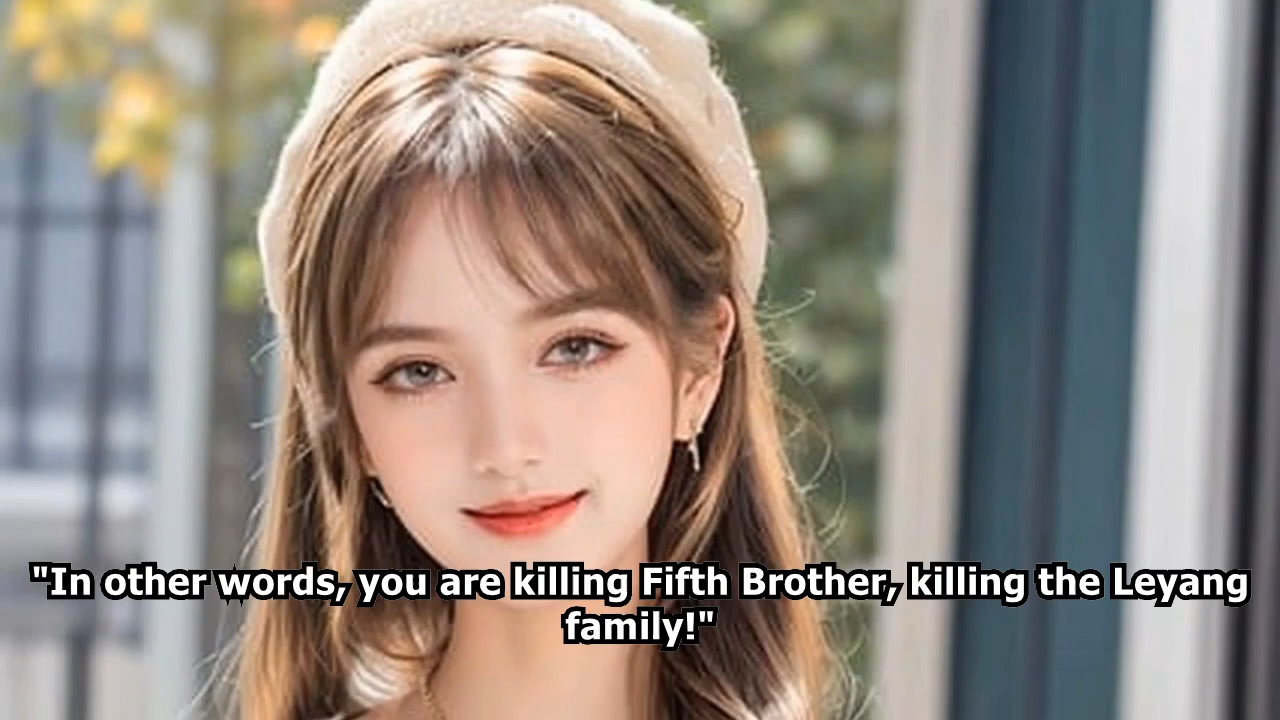 "In other words, you are killing Fifth Brother, killing the Leyang
family!"